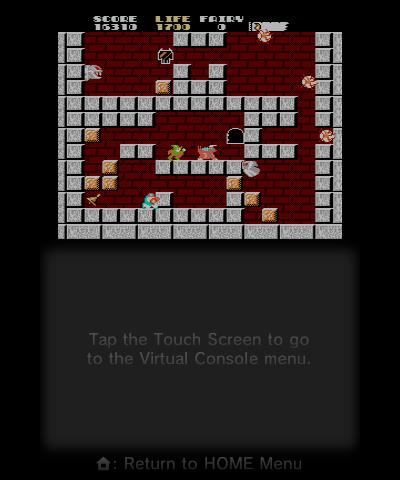 SCORE LIFE FAIRY
15310 1700 0
Tap the Touch Screen to go
to the Virtual Console menu.
: Return to HOME Menu